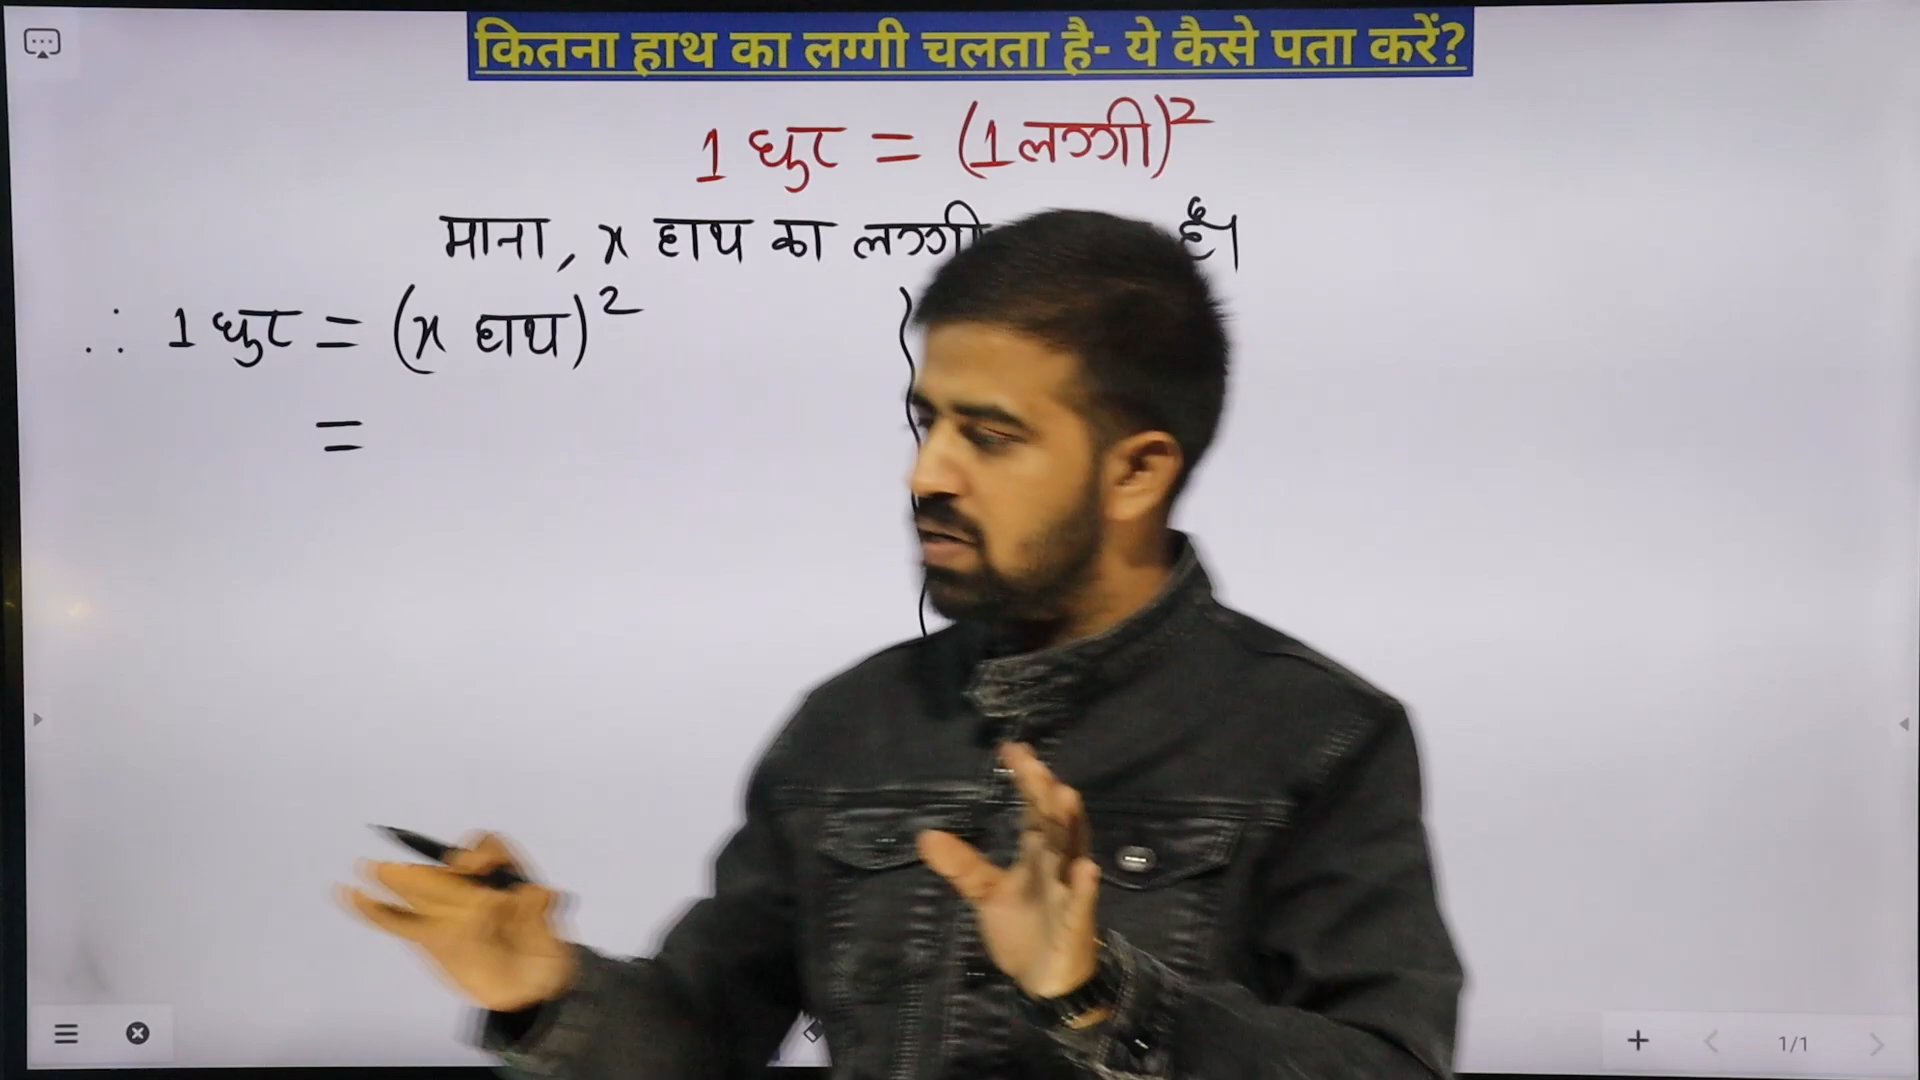 कितना हाथ का लग्गी चलता है- ये कैसे पता करें?
1 धुर = (1 लग्गी)²
माना, x हाथ का लग्गी है।
∴ 1 धुर = (x हाथ)²
=
1/1